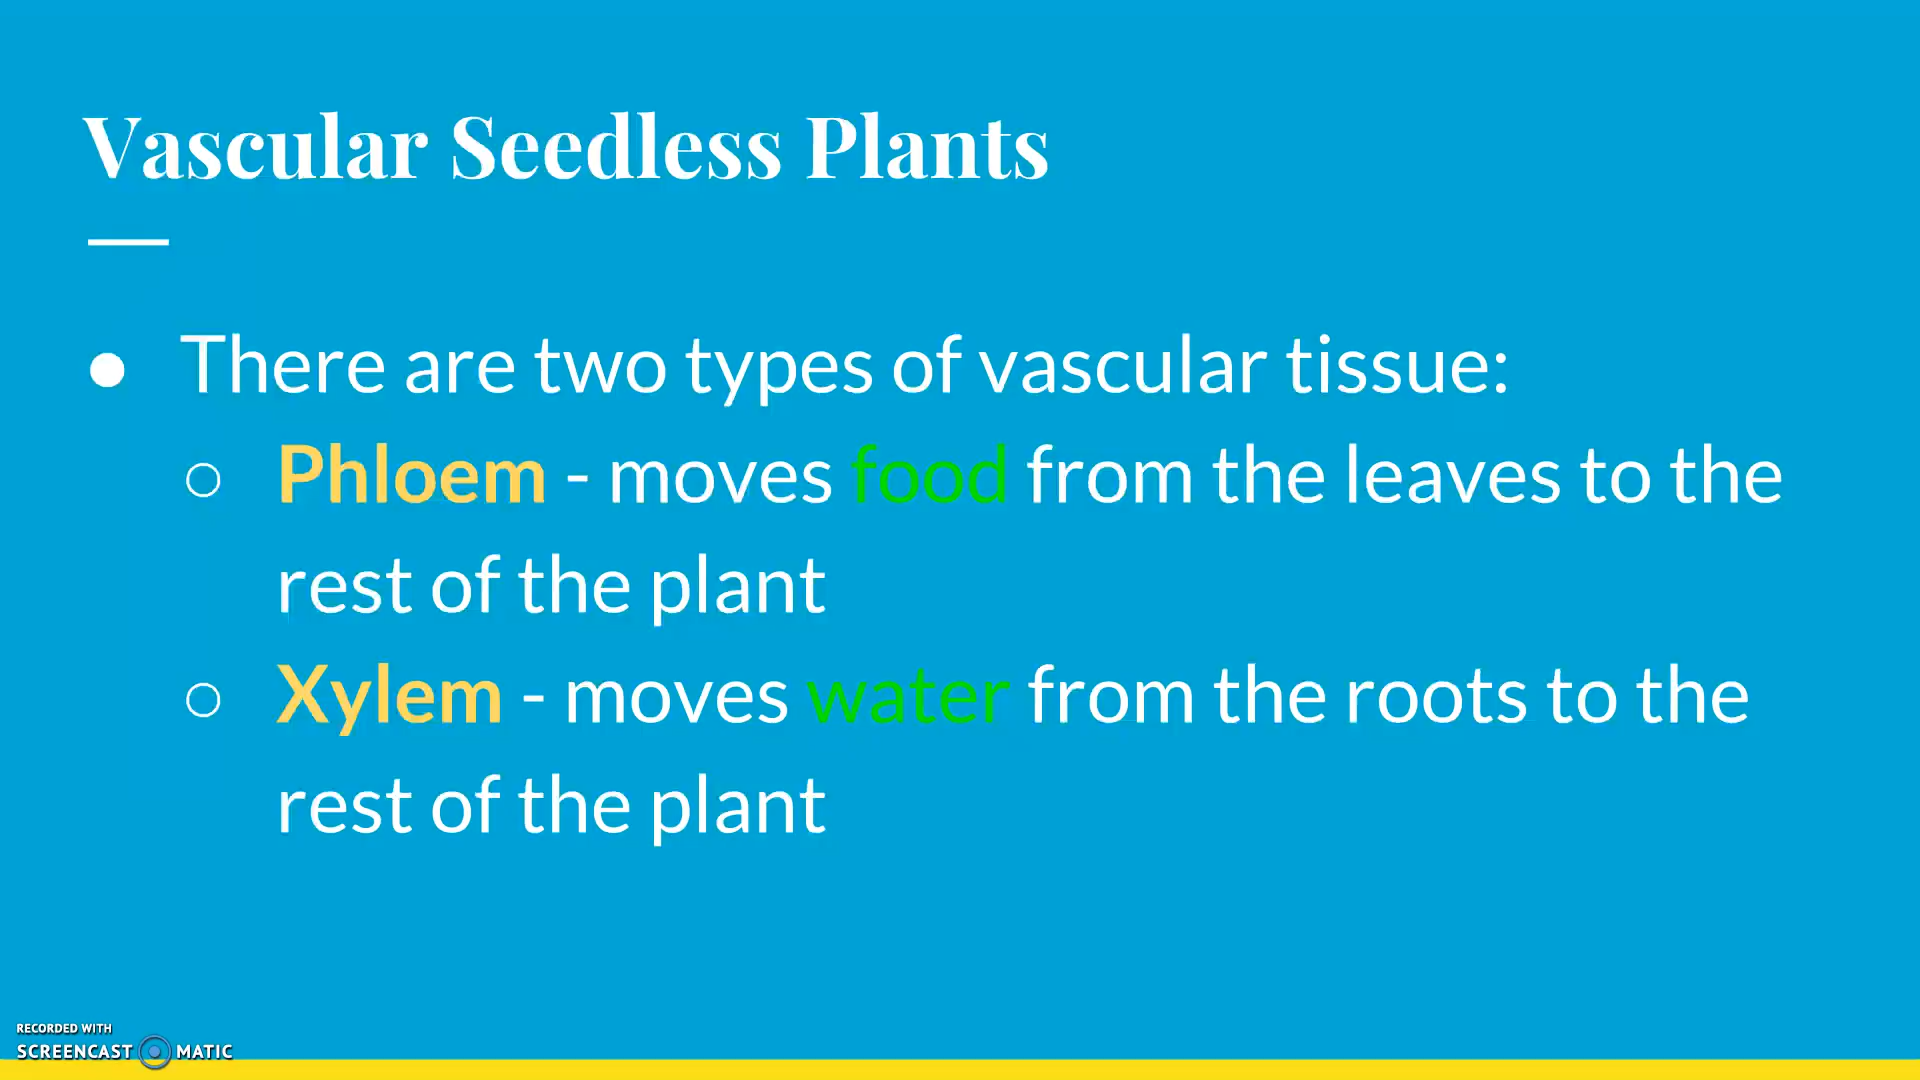 Vascular Seedless Plants
● There are two types of vascular tissue:
○ Phloem - moves food from the leaves to the
rest of the plant
○ Xylem - moves water from the roots to the
rest of the plant
RECORDED WITH
SCREENCAST MATIC